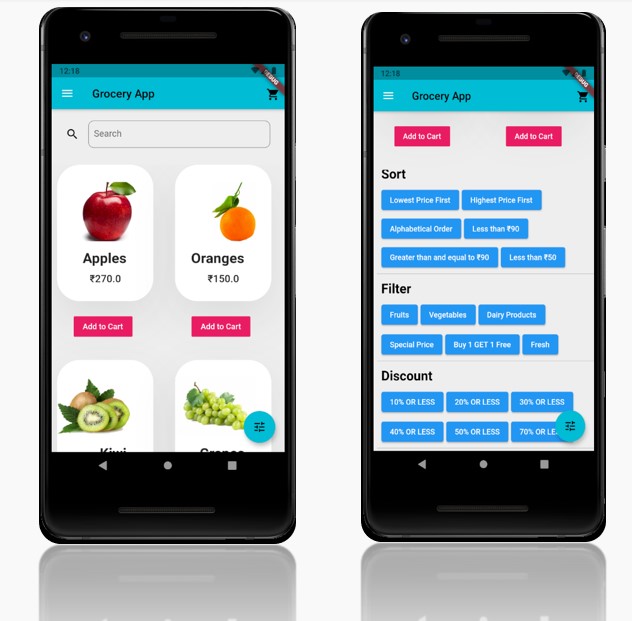 12:18
DEBUG
Grocery App
Search
Apples
Oranges
₹270.0
₹150.0
Add to Cart
Add to Cart
Kiwi
Grapes
12:18
DEBUG
Grocery App
Add to Cart
Add to Cart
Sort
Lowest Price First
Highest Price First
Alphabetical Order
Less than ₹90
Greater than and equal to ₹90
Less than ₹50
Filter
Fruits
Vegetables
Dairy Products
Special Price
Buy 1 GET 1 Free
Fresh
Discount
10% OR LESS
20% OR LESS
30% OR LESS
40% OR LESS
50% OR LESS
70% OR LE